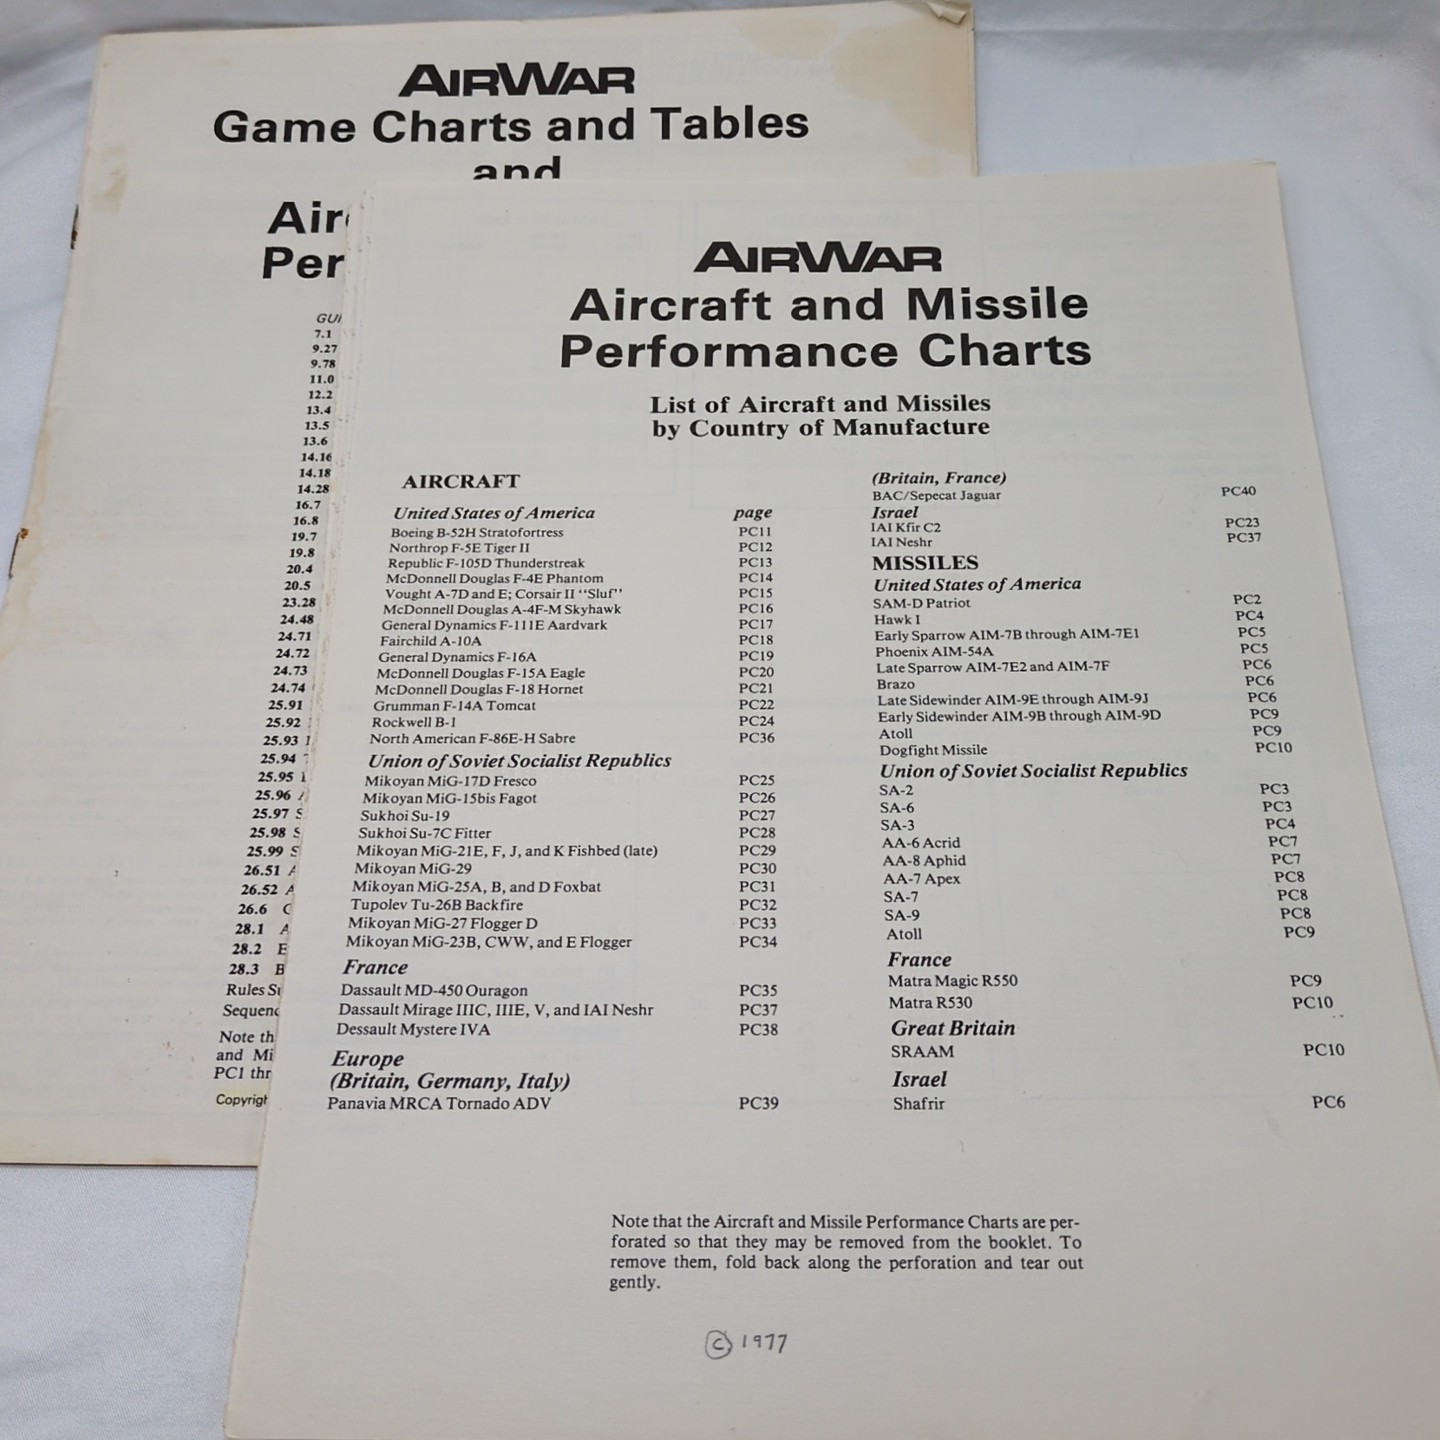 AIRWAR
Game Charts and Tables
and
GUI
7.1
9.27
9.78
11.0
12.2
13.4
13.5
13.6
14.16
14.18
14.28
16.7
16.8
19.7
19.8
20.4
20.5
23.28
24.48
24.71
24.72
24.73
24.74
25.91
25.92
25.93
25.94
25.95
25.96
25.97 S
25.98 S
25.99 S
26.51 A
26.52 A
26.6 C
28.1 A
28.2 E
28.3 B
Rules
Note th
and Mi
PC1 thr
AIRWAR
Aircraft and Missile
Performance Charts
List of Aircraft and Missiles
by Country of Manufacture
AIRCRAFT
United States of America page
Boeing B-52H Stratofortress PC11
Northrop F-5E Tiger II PC12
Republic F-105D Thunderstreak PC13
McDonnell Douglas F-4E Phantom PC14
Vought A-7D and E; Corsair II "Sluf" PC15
McDonnell Douglas A-4F-M Skyhawk PC16
General Dynamics F-111E Aardvark PC17
Fairchild A-10A PC18
General Dynamics F-16A PC19
McDonnell Douglas F-15A Eagle PC20
McDonnell Douglas F-18 Hornet PC21
Grumman F-14A Tomcat PC22
Rockwell B-1 PC24
North American F-86E-H Sabre PC36
Union of Soviet Socialist Republics
Mikoyan MiG-17D Fresco PC25
Mikoyan MiG-15bis Fagot PC26
Sukhoi Su-19 PC27
Sukhoi Su-7C Fitter PC28
Mikoyan MiG-21E, F, J, and K Fishbed (late) PC29
Mikoyan MiG-29 PC30
Mikoyan MiG-25A, B, and D Foxbat PC31
Tupolev Tu-26B Backfire PC32
Mikoyan MiG-27 Flogger D PC33
Mikoyan MiG-23B, CWW, and E Flogger PC34
France
Dassault MD-450 Ouragon PC35
Dassault Mirage IIIC, IIIE, V, and IAI Neshr PC37
Dessault Mystere IVA PC38
Europe
(Britain, Germany, Italy)
Panavia MRCA Tornado ADV PC39
(Britain, France)
BAC/Sepecat Jaguar PC40
Israel
IAI Kfir C2 PC23
IAI Neshr PC37
MISSILES
United States of America
SAM-D Patriot PC2
Hawk I PC4
Early Sparrow AIM-7B through AIM-7E1 PC5
Phoenix AIM-54A PC5
Late Sparrow AIM-7E2 and AIM-7F PC6
Brazo PC6
Late Sidewinder AIM-9E through AIM-9J PC6
Early Sidewinder AIM-9B through AIM-9D PC9
Atoll PC9
Dogfight Missile PC10
Union of Soviet Socialist Republics
SA-2 PC3
SA-6 PC3
SA-3 PC4
AA-6 Acrid PC7
AA-8 Aphid PC7
AA-7 Apex PC8
SA-7 PC8
SA-9 PC8
Atoll PC9
France
Matra Magic R550 PC9
Matra R530 PC10
Great Britain
SRAAM PC10
Israel
Shafrir PC6
Note that the Aircraft and Missile Performance Charts are per-
forated so that they may be removed from the booklet. To
remove them, fold back along the perforation and tear out
gently.
© 1977